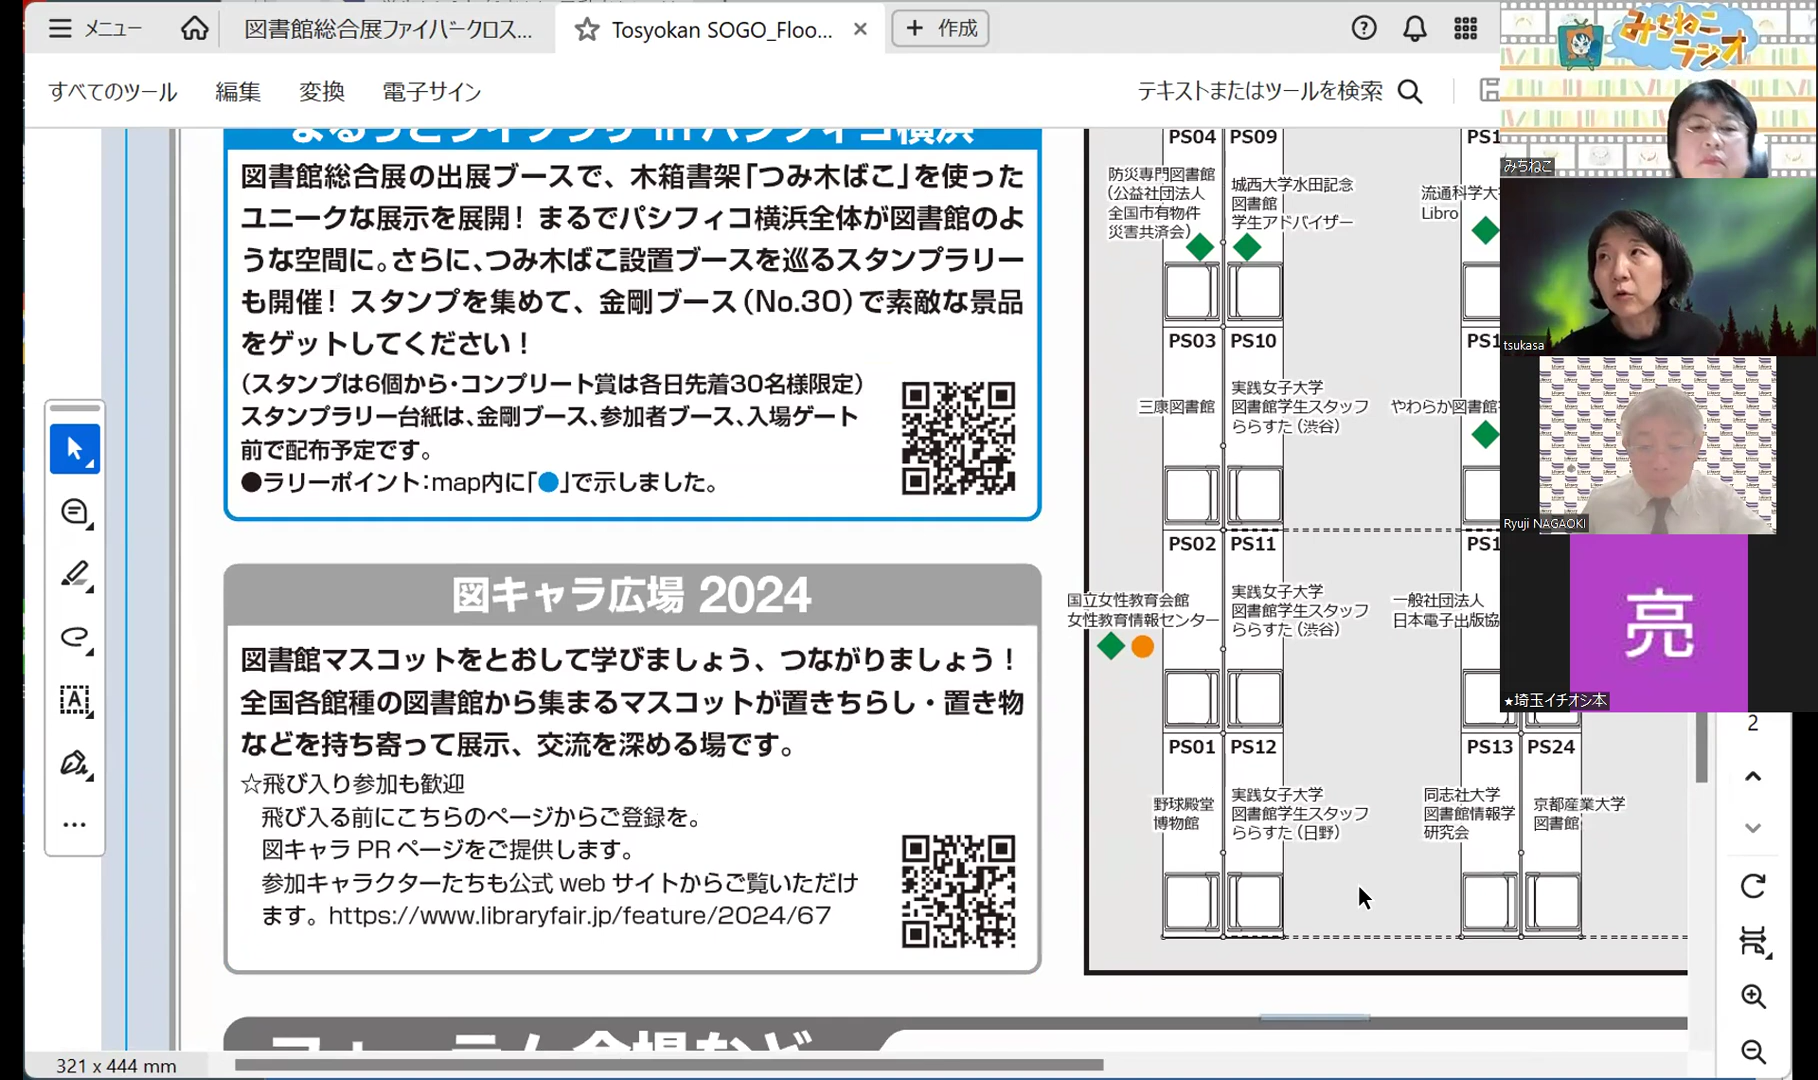 メニュー
図書館総合展ファイバークロス...
Tosyokan SOGO_Floo...
作成
すべてのツール
編集
変換
電子サイン
テキストまたはツールを検索
図書館総合展の出展ブースで、木箱書架「つみ木ばこ」を使った
ユニークな展示を展開！まるでパシフィコ横浜全体が図書館のよ
うな空間に。さらに、つみ木ばこ設置ブースを巡るスタンプラリー
も開催！スタンプを集めて、金剛ブース（No.30）で素敵な景品
をゲットしてください！
（スタンプは6個から・コンプリート賞は各日先着30名様限定）
スタンプラリー台紙は、金剛ブース、参加者ブース、入場ゲート
前で配布予定です。
●ラリーポイント：map内に「●」で示しました。
図キャラ広場 2024
図書館マスコットをとおして学びましょう、つながりましょう！
全国各館種の図書館から集まるマスコットが置きちらし・置き物
などを持ち寄って展示、交流を深める場です。
☆飛び入り参加も歓迎
飛び入る前にこちらのページからご登録を。
図キャラ PR ページをご提供します。
参加キャラクターたちも公式 web サイトからご覧いただけ
ます。https://www.libraryfair.jp/feature/2024/67
PS04
PS09
防災専門図書館
（公益社団法人
全国市有物件
災害共済会）
城西大学水田記念
図書館
学生アドバイザー
Libro
PS03
PS10
三康図書館
実践女子大学
図書館学生スタッフ
ららすた（渋谷）
やわらか図書館
PS02
PS11
国立女性教育会館
女性教育情報センター
実践女子大学
図書館学生スタッフ
ららすた（渋谷）
一般社団法人
日本電子出版協
PS01
PS12
PS13
PS24
野球殿堂
博物館
実践女子大学
図書館学生スタッフ
ららすた（日野）
同志社大学
図書館情報学
研究会
京都産業大学
図書館
321 x 444 mm
2
みちねこ
ラジオ
みちねこ
tsukasa
Ryuji NAGAOKI
亮
★埼玉イチオシ本